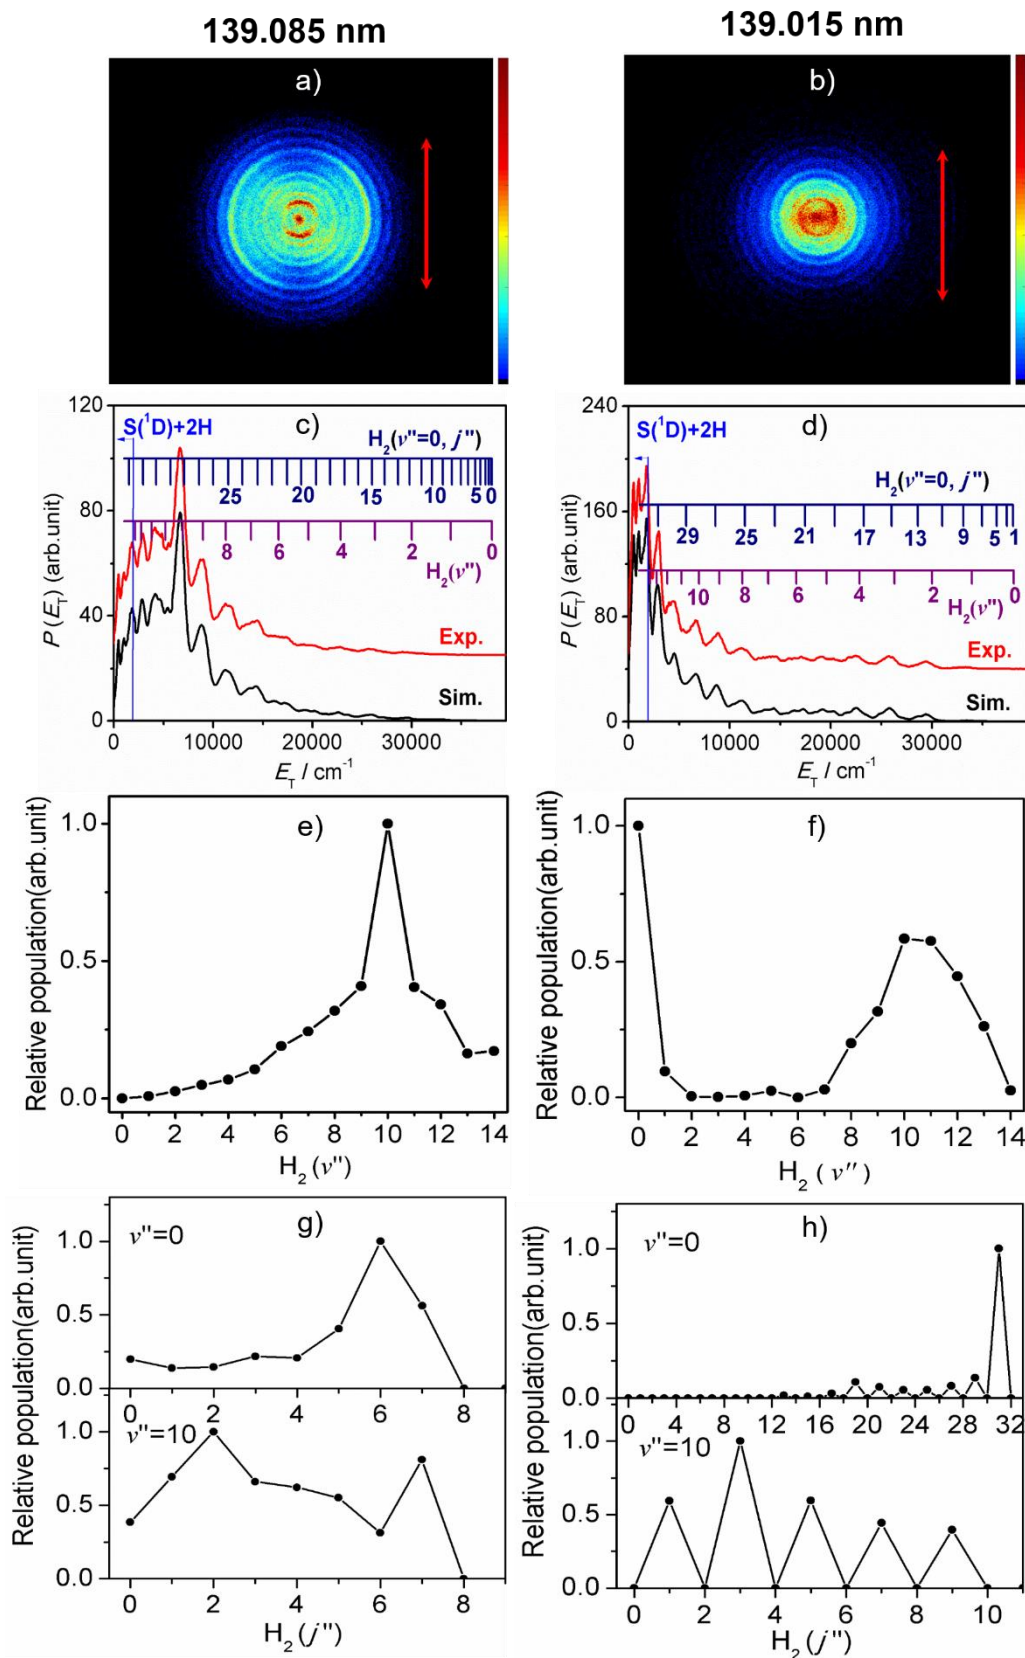 139.085 nm
139.015 nm
a)
b)
c)
S(¹D)+2H
H₂(v''=0, j'')
25 20 15 10 5 0
8 6 4 2 0
H₂(v'')
Exp.
Sim.
P(E_T) (arb.unit)
120
80
40
0
0 10000 20000 30000
E_T / cm⁻¹
d)
S(¹D)+2H
H₂(v''=0, j'')
29 25 21 17 13 9 5 1
10 8 6 4 2 0
H₂(v'')
Exp.
Sim.
P(E_T) (arb.unit)
240
160
80
0
0 10000 20000 30000
E_T / cm⁻¹
e)
Relative population(arb.unit)
1.0
0.5
0.0
0 2 4 6 8 10 12 14
H₂ (v'')
f)
Relative population(arb.unit)
1.0
0.5
0.0
0 2 4 6 8 10 12 14
H₂ (v'')
g)
v''=0
1.0
0.5
0.0
0 2 4 6 8
v''=10
1.0
0.5
0.0
0 2 4 6 8
Relative population(arb.unit)
H₂ (j'')
h)
v''=0
1.0
0.5
0.0
0 4 8 12 16 20 24 28 32
v''=10
1.0
0.5
0.0
0 2 4 6 8 10
Relative population(arb.unit)
H₂ (j'')